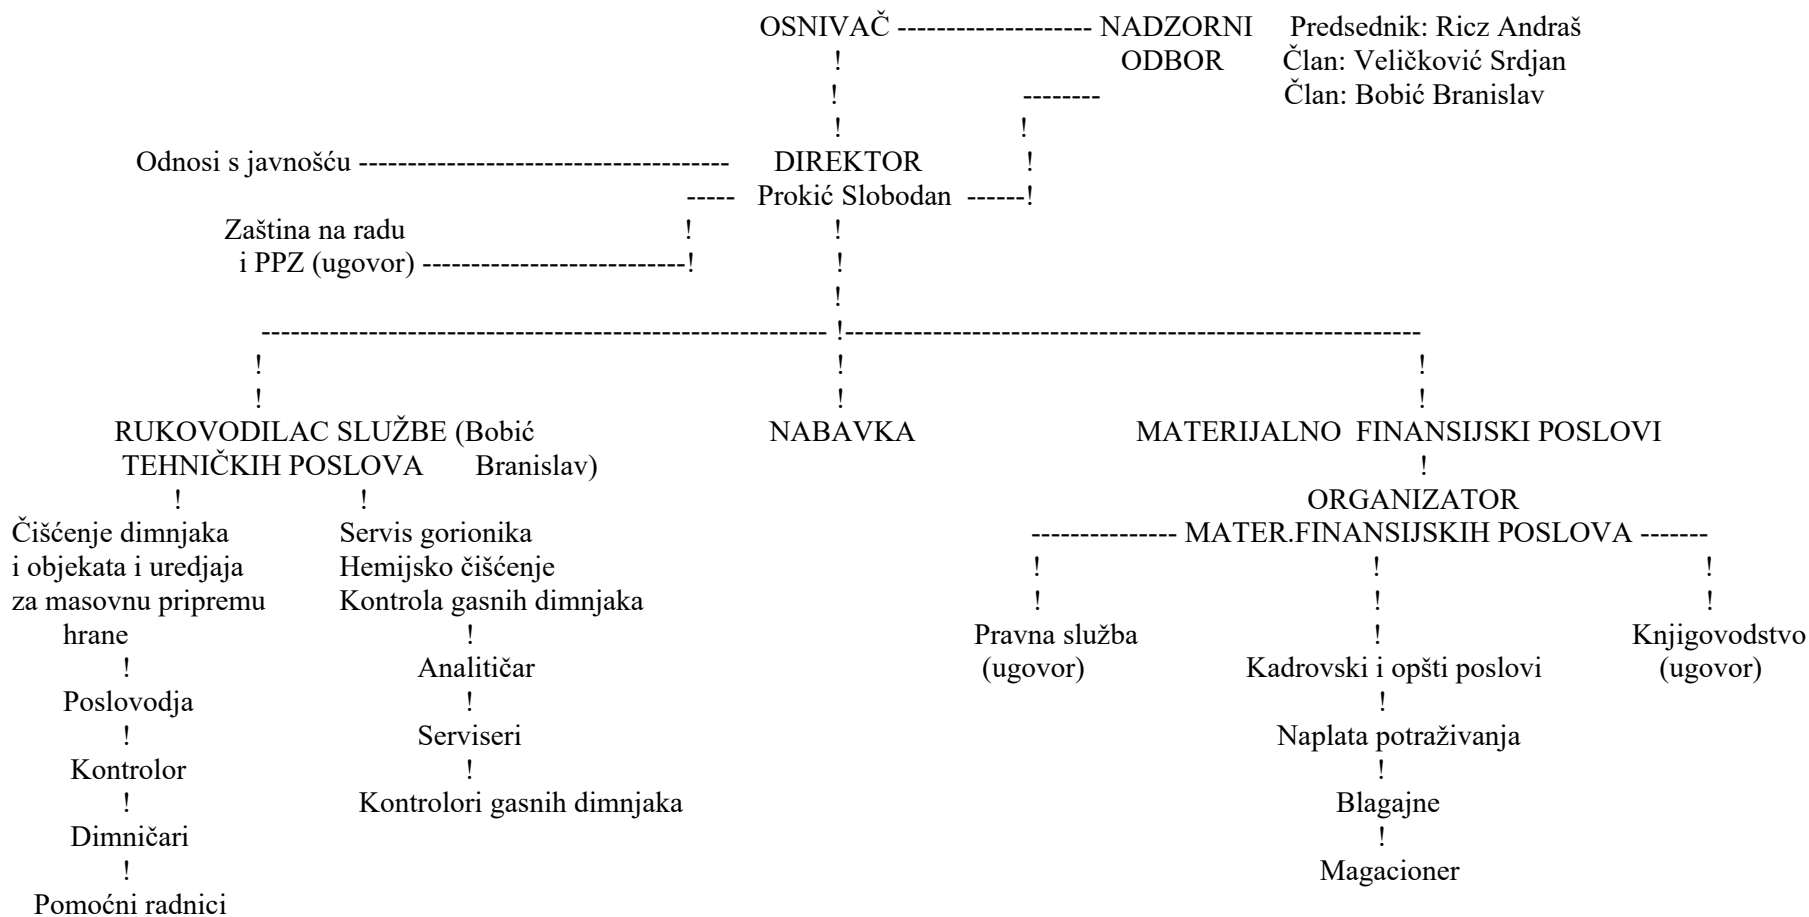 OSNIVAČ -------------------- NADZORNI Predsednik: Ricz Andraš
! ODBOR Član: Veličković Srdjan
! -------- Član: Bobić Branislav
! !
Odnosi s javnošću -------------------------------------- DIREKTOR !
----- Prokić Slobodan ------!
Zaština na radu ! !
i PPZ (ugovor) ---------------------------! !
!
---------------------------------------------------------- !-----------------------------------------------------------
! ! !
! ! !
RUKOVODILAC SLUŽBE (Bobić NABAVKA MATERIJALNO FINANSIJSKI POSLOVI
TEHNIČKIH POSLOVA Branislav) !
! ! ORGANIZATOR
Čišćenje dimnjaka Servis gorionika --------------- MATER.FINANSIJSKIH POSLOVA -------
i objekata i uredjaja Hemijsko čišćenje ! ! !
za masovnu pripremu Kontrola gasnih dimnjaka ! ! !
hrane ! Pravna služba ! Knjigovodstvo
! Analitičar (ugovor) Kadrovski i opšti poslovi (ugovor)
Poslovodja ! !
! Serviseri Naplata potraživanja
Kontrolor ! !
! Kontrolori gasnih dimnjaka Blagajne
Dimničari !
! Magacioner
Pomoćni radnici